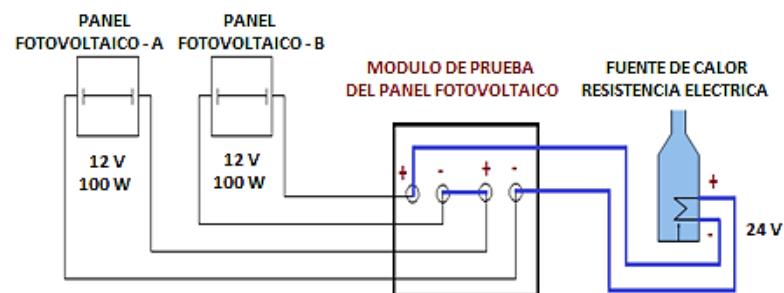 PANEL
FOTOVOLTAICO - A
PANEL
FOTOVOLTAICO - B
MODULO DE PRUEBA
DEL PANEL FOTOVOLTAICO
FUENTE DE CALOR
RESISTENCIA ELECTRICA
12 V
100 W
12 V
100 W
+ - + -
+
-
24 V